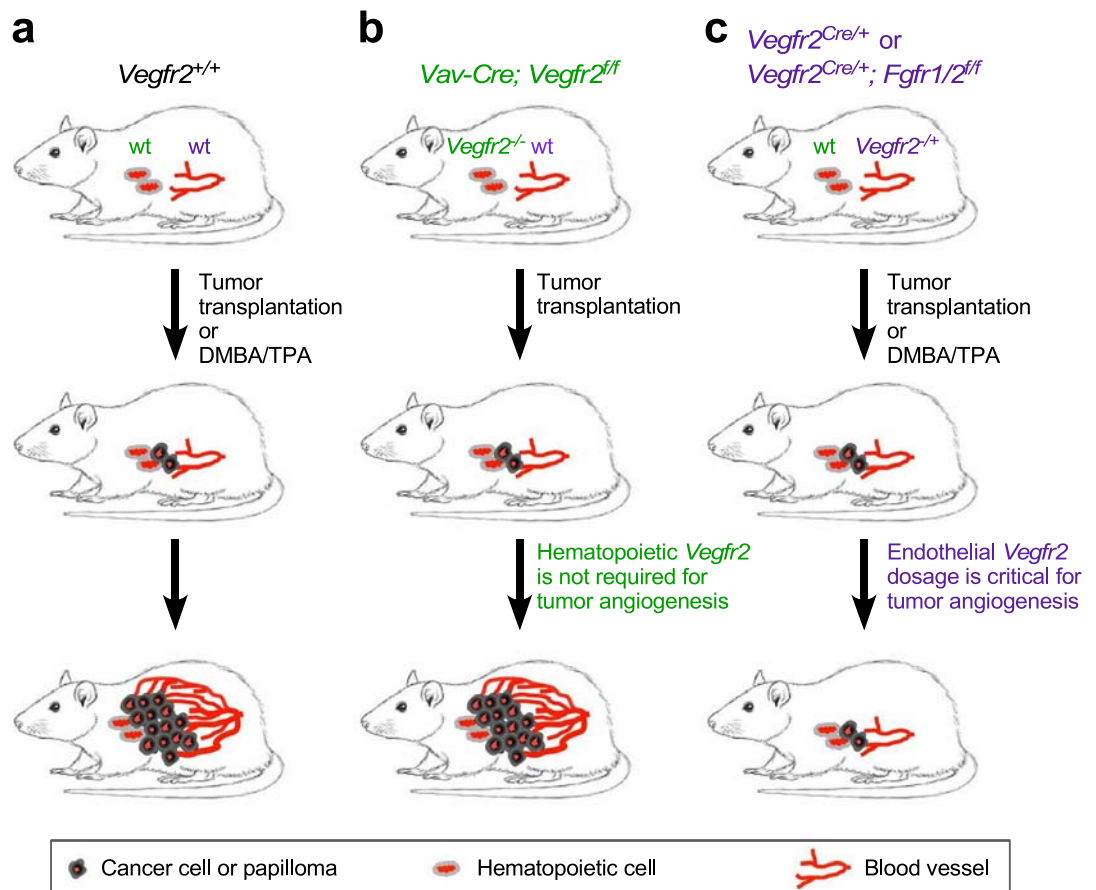 a
Vegfr2+/+
wt wt
Tumor
transplantation
or
DMBA/TPA
b
Vav-Cre; Vegfr2f/f
Vegfr2-/- wt
Tumor
transplantation
Hematopoietic Vegfr2
is not required for
tumor angiogenesis
c
Vegfr2Cre/+ or
Vegfr2Cre/+; Fgfr1/2f/f
wt Vegfr2-/+
Tumor
transplantation
or
DMBA/TPA
Endothelial Vegfr2
dosage is critical for
tumor angiogenesis
Cancer cell or papilloma Hematopoietic cell Blood vessel